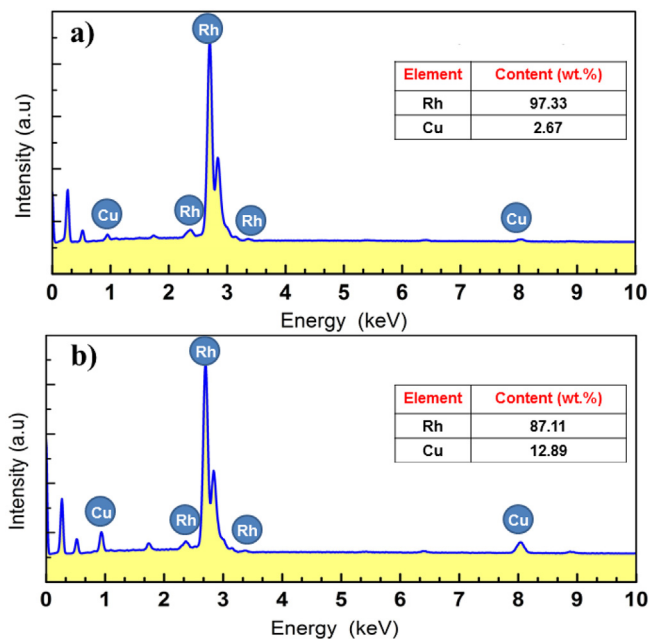 a)
Rh
Element Content (wt.%)
Rh 97.33
Cu 2.67
Intensity (a.u)
Cu
Rh
Rh
Cu
0 1 2 3 4 5 6 7 8 9 10
Energy (keV)
b)
Rh
Element Content (wt.%)
Rh 87.11
Cu 12.89
Intensity (a.u)
Cu
Rh
Rh
Cu
0 1 2 3 4 5 6 7 8 9 10
Energy (keV)